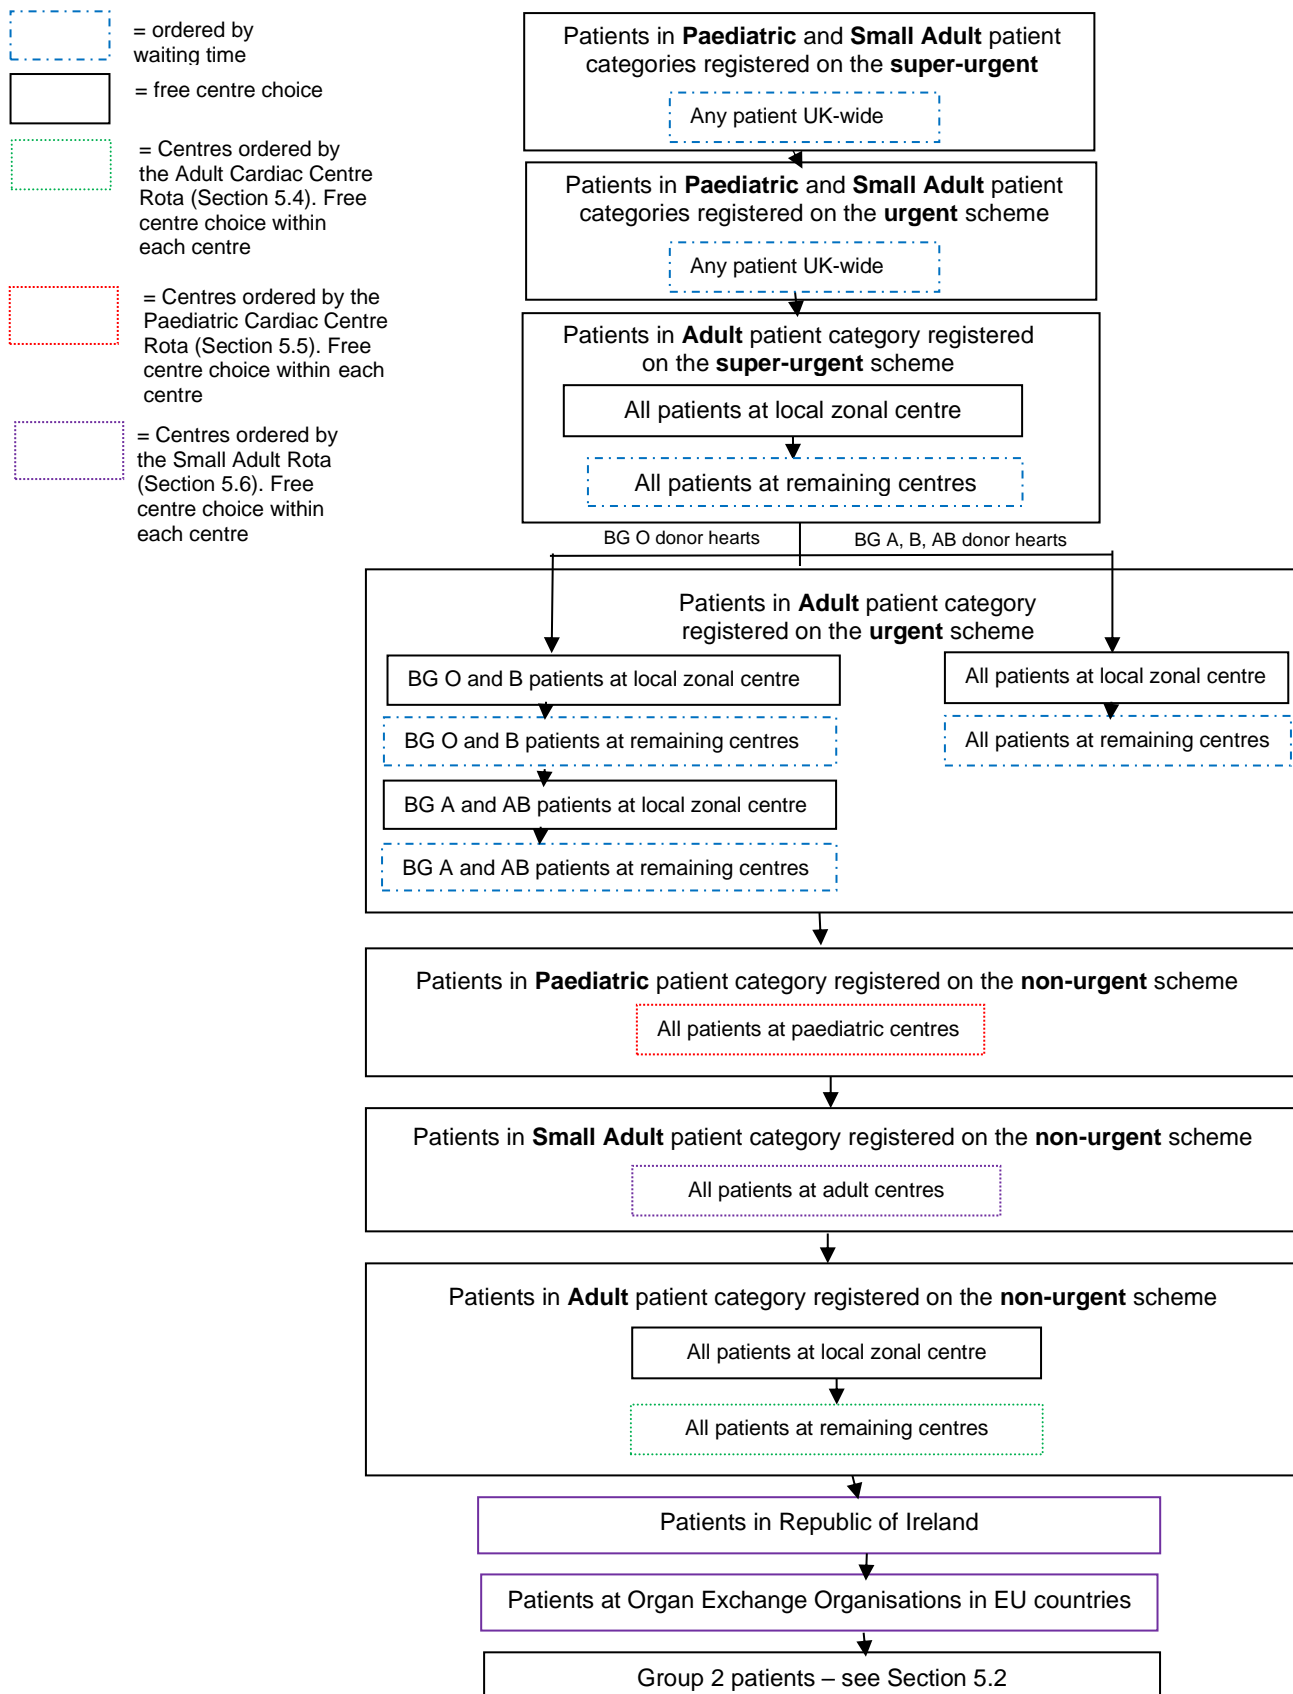 = ordered by
waiting time
= free centre choice
= Centres ordered by
the Adult Cardiac Centre
Rota (Section 5.4). Free
centre choice within
each centre
= Centres ordered by the
Paediatric Cardiac Centre
Rota (Section 5.5). Free
centre choice within each
centre
= Centres ordered by
the Small Adult Rota
(Section 5.6). Free
centre choice within
each centre
Patients in Paediatric and Small Adult patient
categories registered on the super-urgent
Any patient UK-wide
Patients in Paediatric and Small Adult patient
categories registered on the urgent scheme
Any patient UK-wide
Patients in Adult patient category registered
on the super-urgent scheme
All patients at local zonal centre
All patients at remaining centres
BG O donor hearts
BG A, B, AB donor hearts
Patients in Adult patient category
registered on the urgent scheme
BG O and B patients at local zonal centre
BG O and B patients at remaining centres
BG A and AB patients at local zonal centre
BG A and AB patients at remaining centres
All patients at local zonal centre
All patients at remaining centres
Patients in Paediatric patient category registered on the non-urgent scheme
All patients at paediatric centres
Patients in Small Adult patient category registered on the non-urgent scheme
All patients at adult centres
Patients in Adult patient category registered on the non-urgent scheme
All patients at local zonal centre
All patients at remaining centres
Patients in Republic of Ireland
Patients at Organ Exchange Organisations in EU countries
Group 2 patients – see Section 5.2